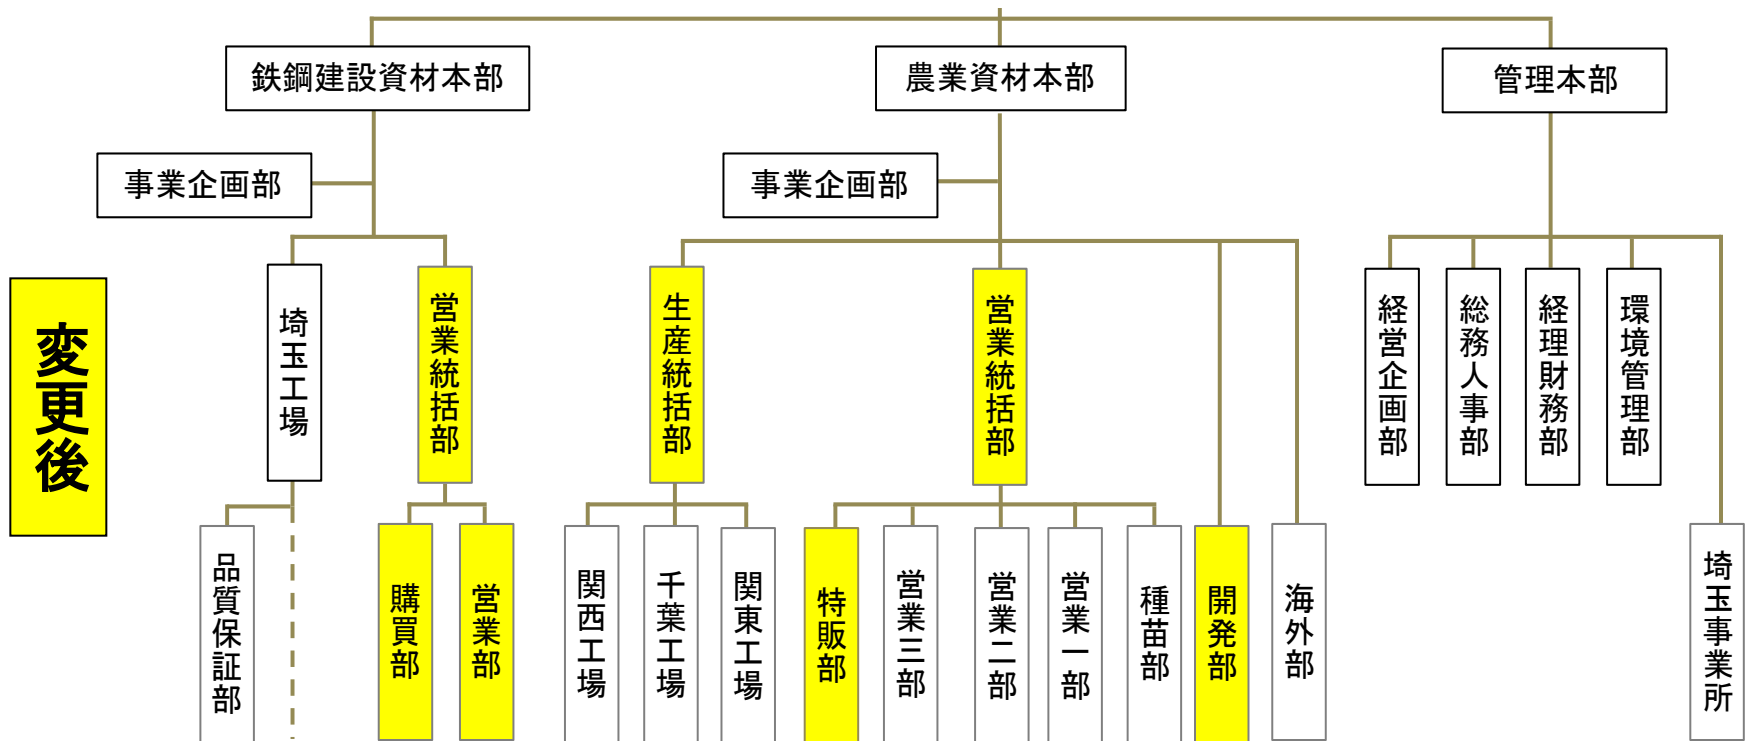 鉄鋼建設資材本部
農業資材本部
管理本部
事業企画部
事業企画部
変更後
埼玉工場
営業統括部
生産統括部
営業統括部
経営企画部
総務人事部
経理財務部
環境管理部
品質保証部
購買部
営業部
関西工場
千葉工場
関東工場
特販部
営業三部
営業二部
営業一部
種苗部
開発部
海外部
埼玉事業所